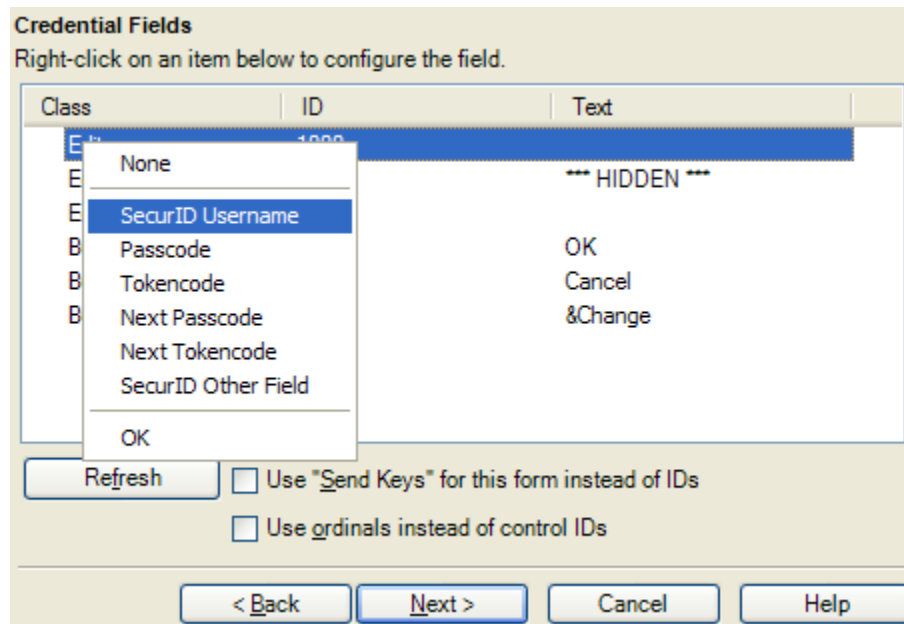 Credential Fields
Right-click on an item below to configure the field.
Class ID Text
None
E *** HIDDEN ***
SecurID Username
E
Passcode
B OK
Tokencode
B Cancel
Next Passcode
B &Change
Next Tokencode
SecurID Other Field
OK
Refresh Use "Send Keys" for this form instead of IDs
Use ordinals instead of control IDs
< Back Next > Cancel Help